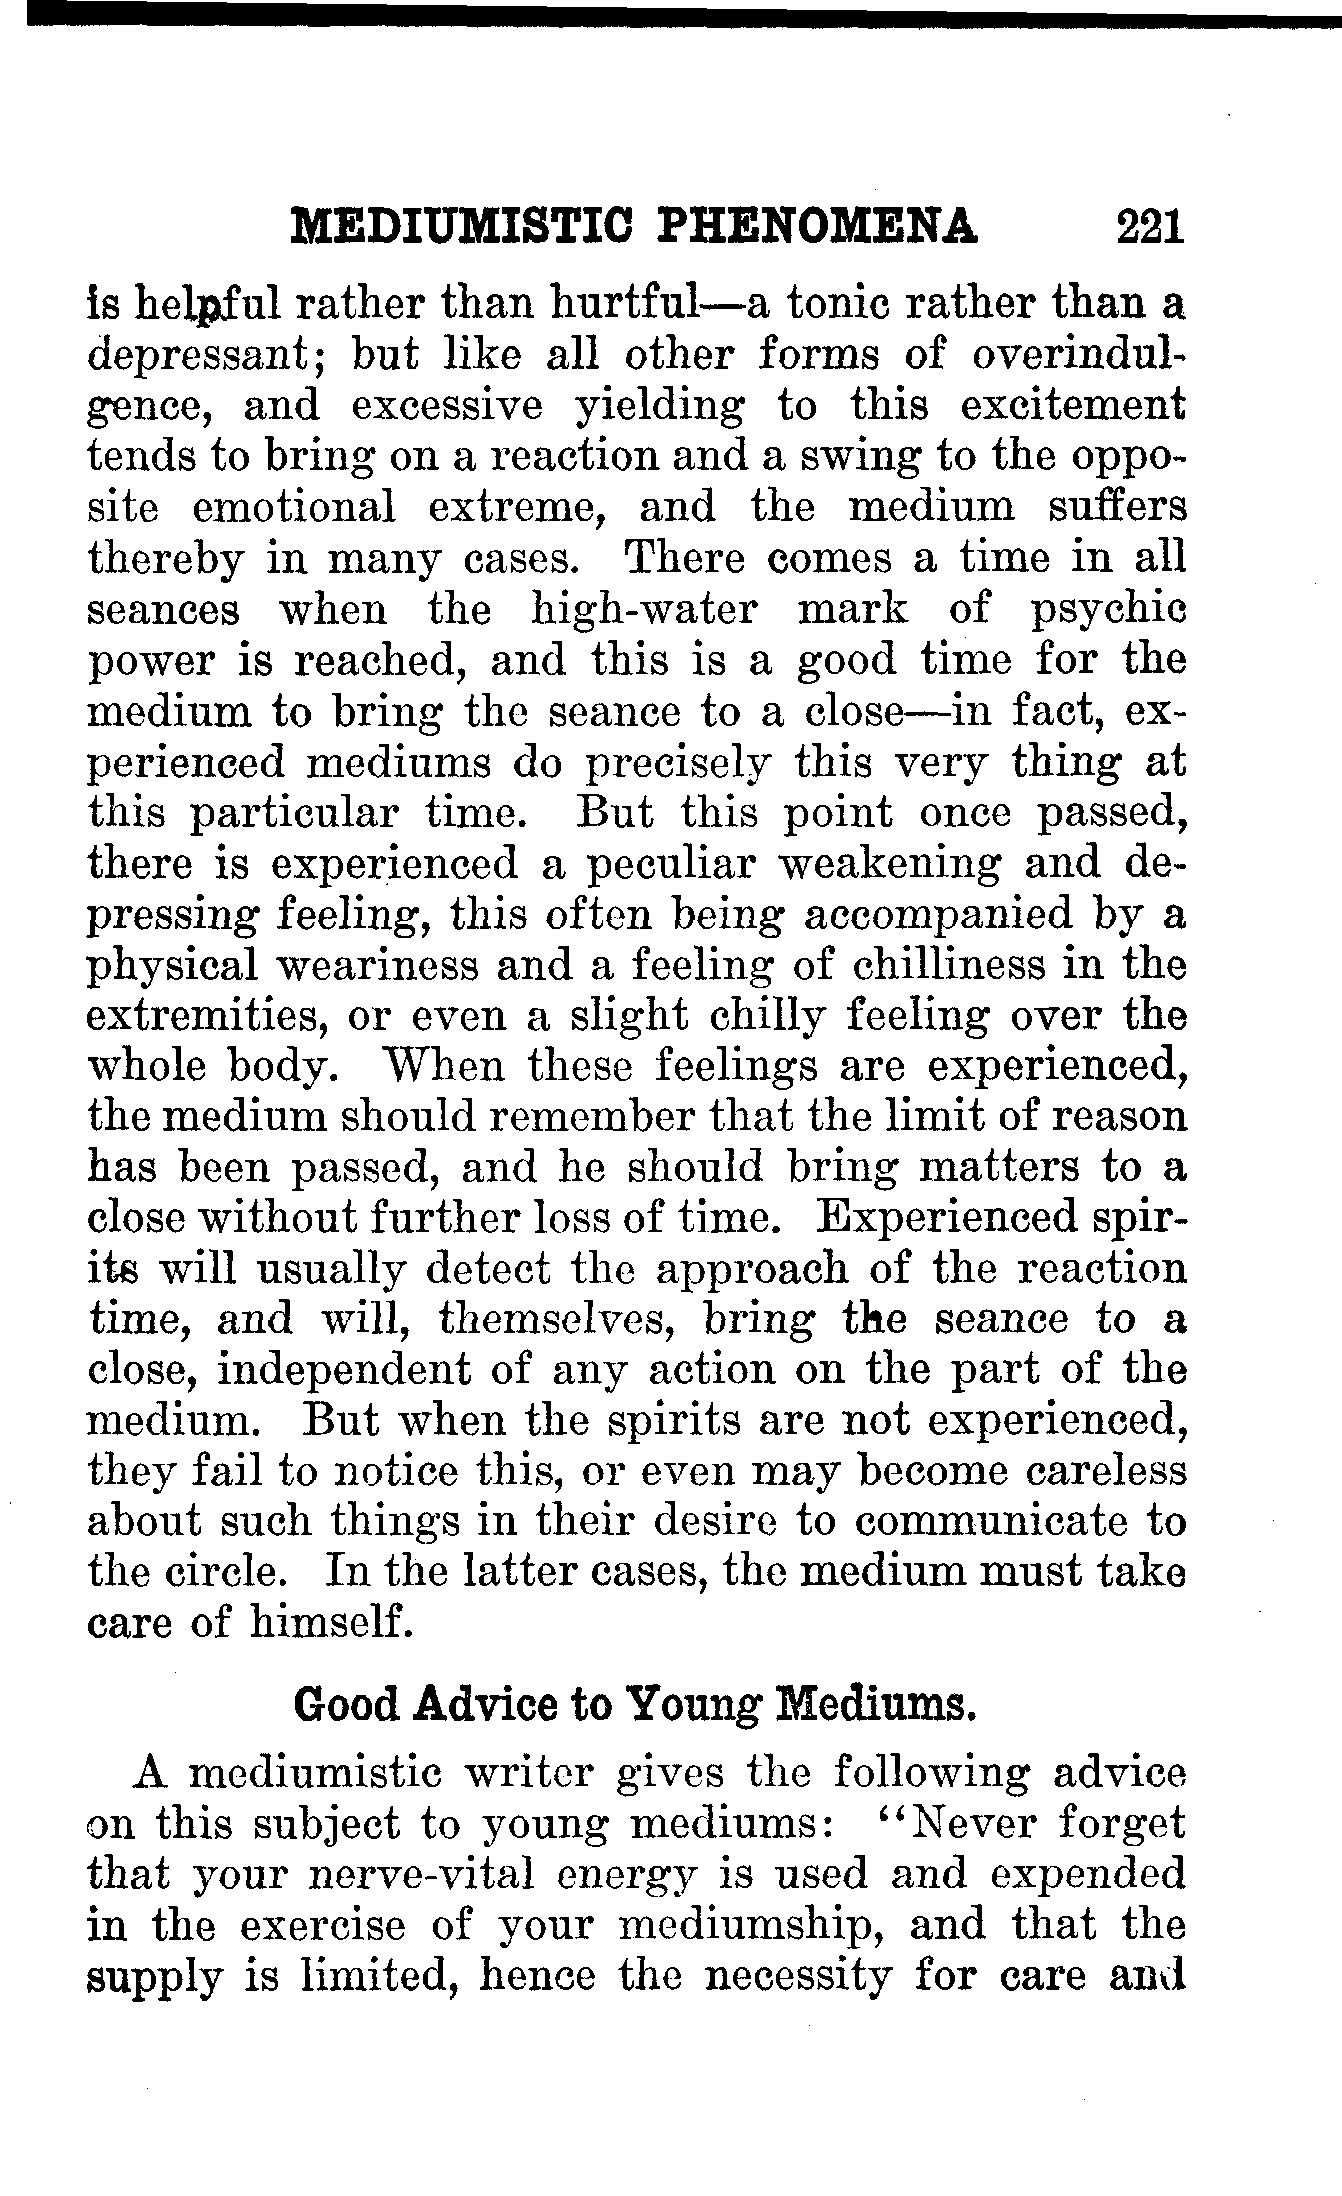 MEDIUMISTIC PHENOMENA 221
is helpful rather than hurtful—a tonic rather than a
depressant; but like all other forms of overindul-
gence, and excessive yielding to this excitement
tends to bring on a reaction and a swing to the oppo-
site emotional extreme, and the medium suffers
thereby in many cases. There comes a time in all
seances when the high-water mark of psychic
power is reached, and this is a good time for the
medium to bring the seance to a close—in fact, ex-
perienced mediums do precisely this very thing at
this particular time. But this point once passed,
there is experienced a peculiar weakening and de-
pressing feeling, this often being accompanied by a
physical weariness and a feeling of chilliness in the
extremities, or even a slight chilly feeling over the
whole body. When these feelings are experienced,
the medium should remember that the limit of reason
has been passed, and he should bring matters to a
close without further loss of time. Experienced spir-
its will usually detect the approach of the reaction
time, and will, themselves, bring the seance to a
close, independent of any action on the part of the
medium. But when the spirits are not experienced,
they fail to notice this, or even may become careless
about such things in their desire to communicate to
the circle. In the latter cases, the medium must take
care of himself.
Good Advice to Young Mediums.
A mediumistic writer gives the following advice
on this subject to young mediums: "Never forget
that your nerve-vital energy is used and expended
in the exercise of your mediumship, and that the
supply is limited, hence the necessity for care and